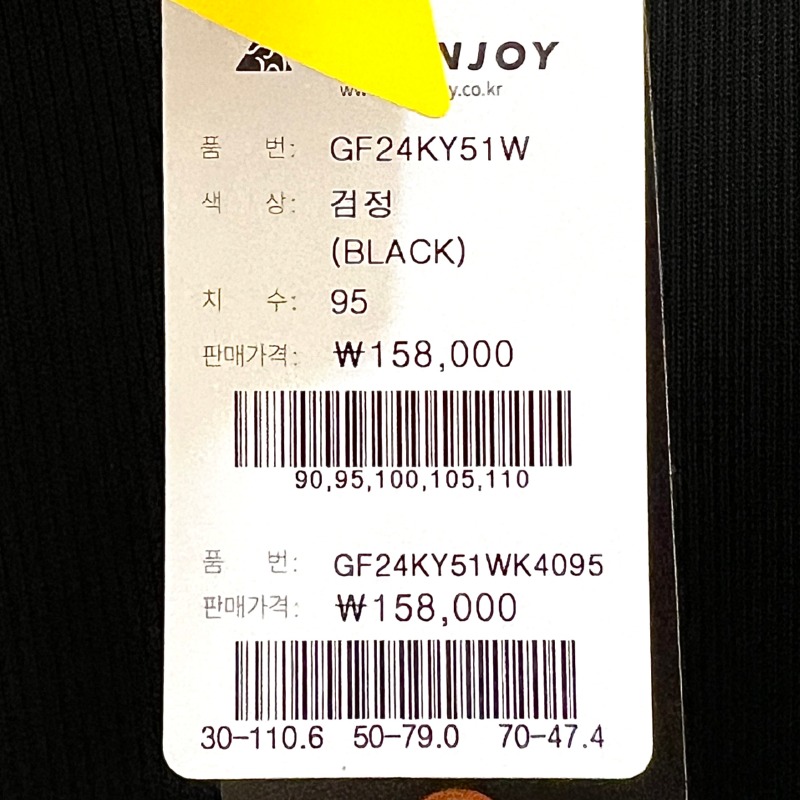 NJOY
y.co.kr
품 번: GF24KY51W
색 상: 검정
(BLACK)
치 수: 95
판매가격: ₩158,000
90,95,100,105,110
품 번: GF24KY51WK4095
판매가격: ₩158,000
30-110.6 50-79.0 70-47.4